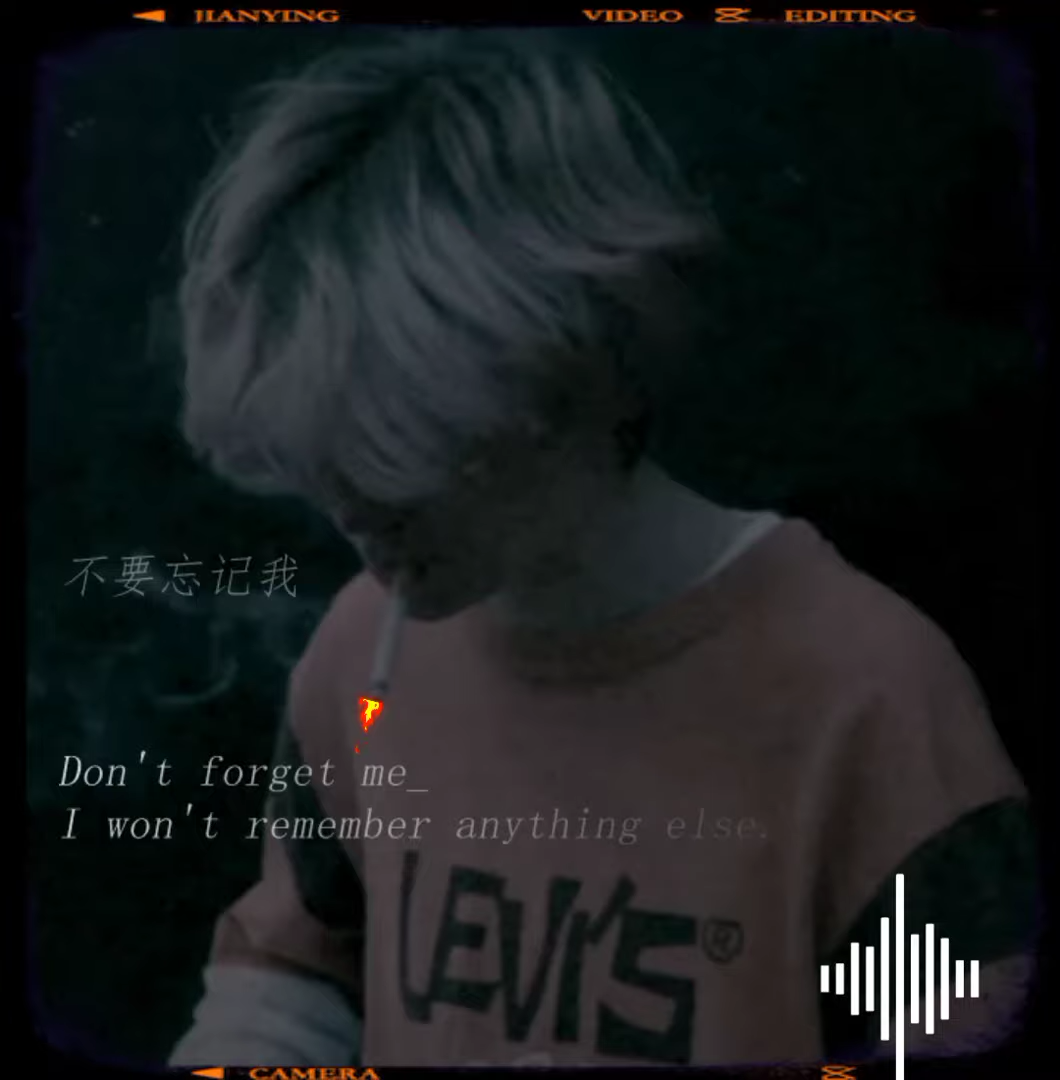 JIANYING VIDEO EDITING
不要忘记我
Don't forget me_
I won't remember anything else.
LEVI'S®
CAMERA